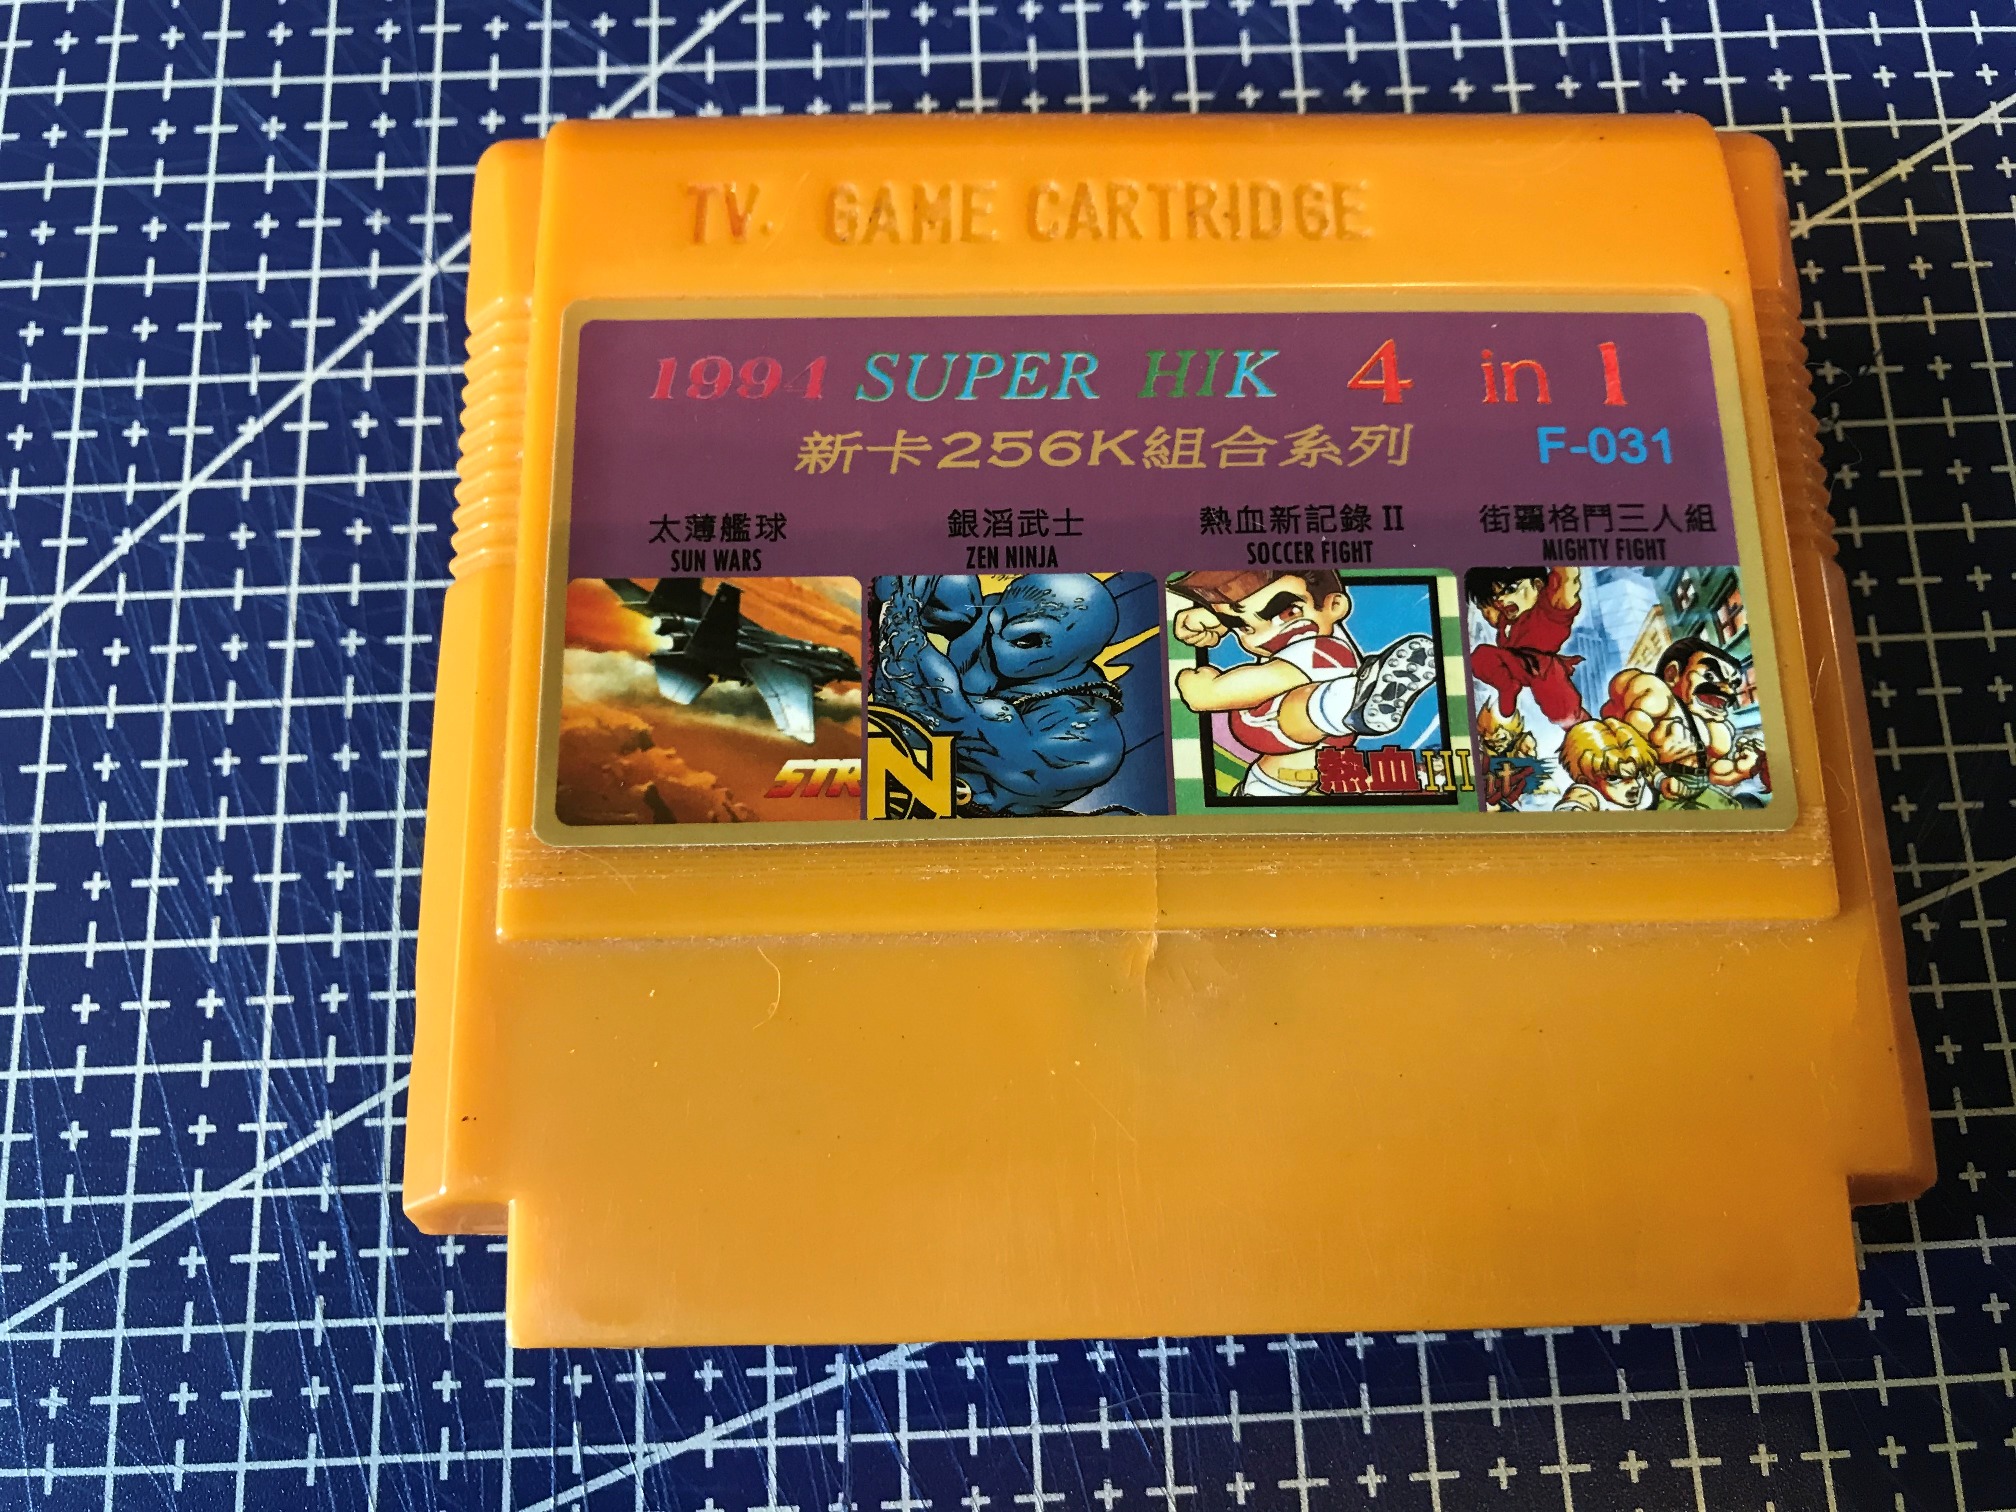 TV. GAME CARTRIDGE
1994 SUPER HIK 4 in 1
新卡256K組合系列 F-031
太薄艦球 銀滔武士 熱血新記錄 II 街霸格鬥三人組
SUN WARS ZEN NINJA SOCCER FIGHT MIGHTY FIGHT
STR N 熱血III